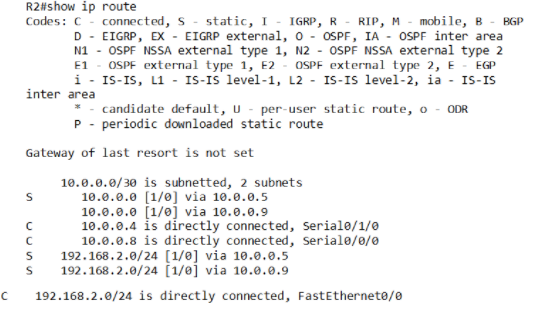 R2#show ip route
Codes: C - connected, S - static, I - IGRP, R - RIP, M - mobile, B - BGP
D - EIGRP, EX - EIGRP external, O - OSPF, IA - OSPF inter area
N1 - OSPF NSSA external type 1, N2 - OSPF NSSA external type 2
E1 - OSPF external type 1, E2 - OSPF external type 2, E - EGP
i - IS-IS, L1 - IS-IS level-1, L2 - IS-IS level-2, ia - IS-IS
inter area
* - candidate default, U - per-user static route, o - ODR
P - periodic downloaded static route
Gateway of last resort is not set
10.0.0.0/30 is subnetted, 2 subnets
S 10.0.0.0 [1/0] via 10.0.0.5
10.0.0.0 [1/0] via 10.0.0.9
C 10.0.0.4 is directly connected, Serial0/1/0
C 10.0.0.8 is directly connected, Serial0/0/0
S 192.168.2.0/24 [1/0] via 10.0.0.5
S 192.168.2.0/24 [1/0] via 10.0.0.9
C 192.168.2.0/24 is directly connected, FastEthernet0/0